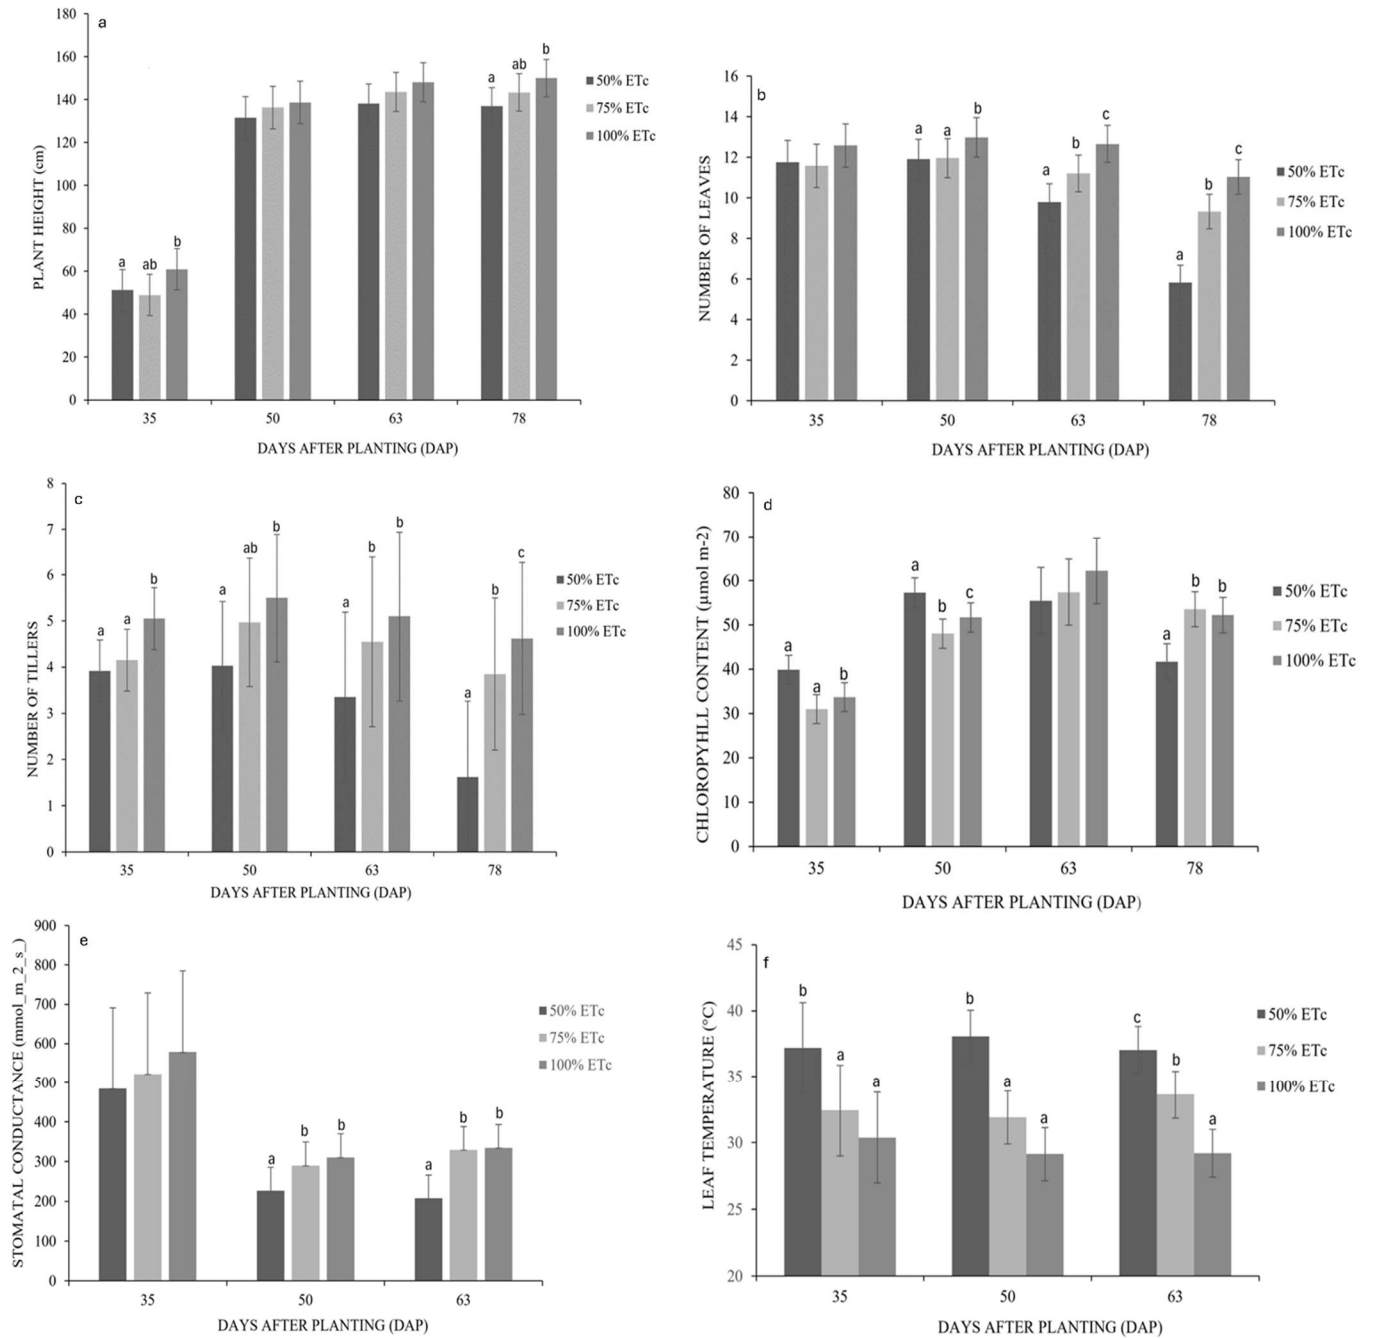 a
180
160
140
120
100
80
60
40
20
0
PLANT HEIGHT (cm)
a ab b
a ab b
35 50 63 78
DAYS AFTER PLANTING (DAP)
50% ETc
75% ETc
100% ETc
b
16
14
12
10
8
6
4
2
0
NUMBER OF LEAVES
a a b
a b c
a b c
35 50 63 78
DAYS AFTER PLANTING (DAP)
50% ETc
75% ETc
100% ETc
c
8
7
6
5
4
3
2
1
0
NUMBER OF TILLERS
a a b
a ab b
a b b
a b c
35 50 63 78
DAYS AFTER PLANTING (DAP)
50% ETc
75% ETc
100% ETc
d
80
70
60
50
40
30
20
10
0
CHLOROPYHLL CONTENT (µmol m-2)
a a b
a b c
a b b
35 50 63 78
DAYS AFTER PLANTING (DAP)
50% ETc
75% ETc
100% ETc
e
900
800
700
600
500
400
300
200
100
0
STOMATAL CONDUCTANCE (mmol_m_2_s_)
a b b
a b b
35 50 63
DAYS AFTER PLANTING (DAP)
50% ETc
75% ETc
100% ETc
f
45
40
35
30
25
20
LEAF TEMPERATURE (°C)
b a a
b a a
c b a
35 50 63
DAYS AFTER PLANTING (DAP)
50% ETc
75% ETc
100% ETc